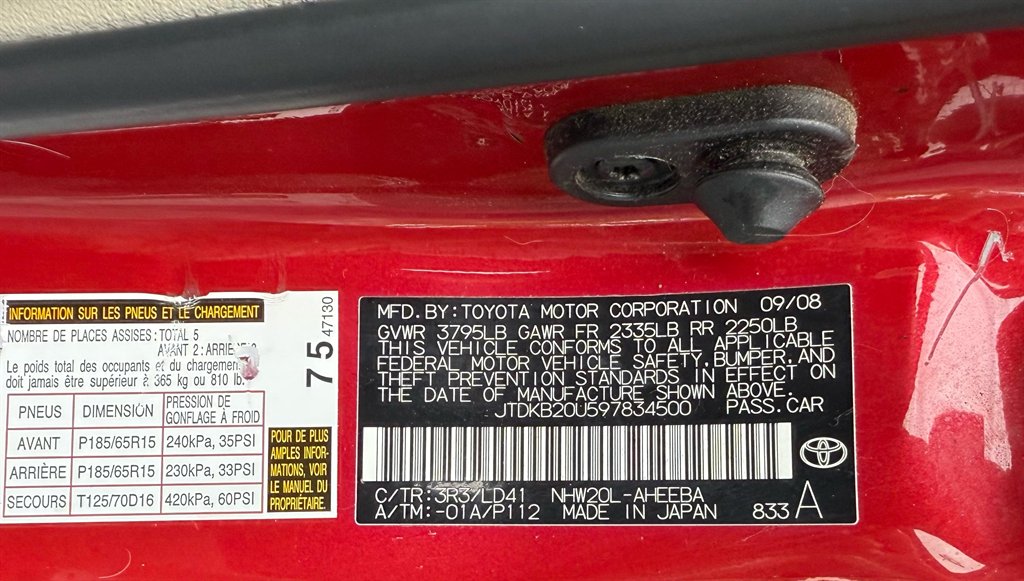 INFORMATION SUR LES PNEUS ET LE CHARGEMENT
NOMBRE DE PLACES ASSISES: TOTAL 5
AVANT 2: ARRIE
Le poids total des occupants et du chargement
doit jamais être supérieur à 365 kg ou 810 lb.
PNEUS DIMENSION PRESSION DE GONFLAGE À FROID
AVANT P185/65R15 240kPa, 35PSI
ARRIÈRE P185/65R15 230kPa, 33PSI
SECOURS T125/70D16 420kPa, 60PSI
POUR DE PLUS
AMPLES INFOR-
MATIONS, VOIR
LE MANUEL DU
PROPRIÉTAIRE.
75 47130
MFD. BY: TOYOTA MOTOR CORPORATION 09/08
GVWR 3795LB GAWR FR 2335LB RR 2250LB
THIS VEHICLE CONFORMS TO ALL APPLICABLE
FEDERAL MOTOR VEHICLE SAFETY, BUMPER, AND
THEFT PREVENTION STANDARDS IN EFFECT ON
THE DATE OF MANUFACTURE SHOWN ABOVE.
JTDKB20U597834500 PASS. CAR
C/TR: 3R3/LD41 NHW20L-AHEEBA
A/TM: -01A/P112 MADE IN JAPAN 833 A